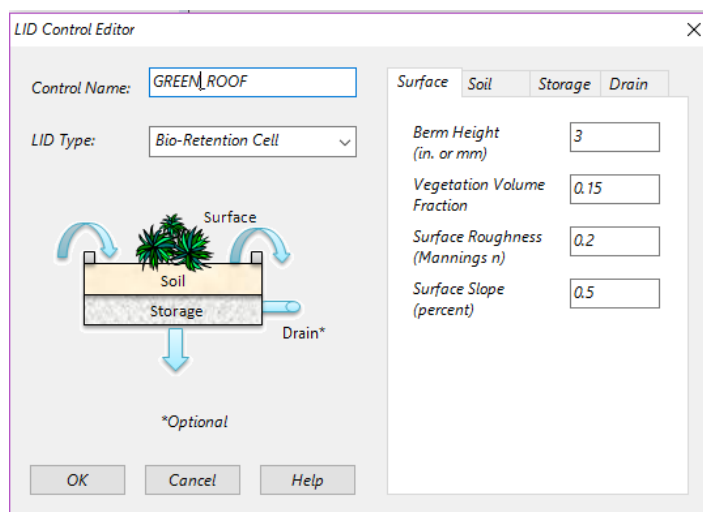 LID Control Editor
Control Name:
GREEN_ROOF
LID Type:
Bio-Retention Cell
Surface
Soil
Storage
Drain*
*Optional
OK
Cancel
Help
Surface
Soil
Storage
Drain
Berm Height
(in. or mm)
3
Vegetation Volume
Fraction
0.15
Surface Roughness
(Mannings n)
0.2
Surface Slope
(percent)
0.5